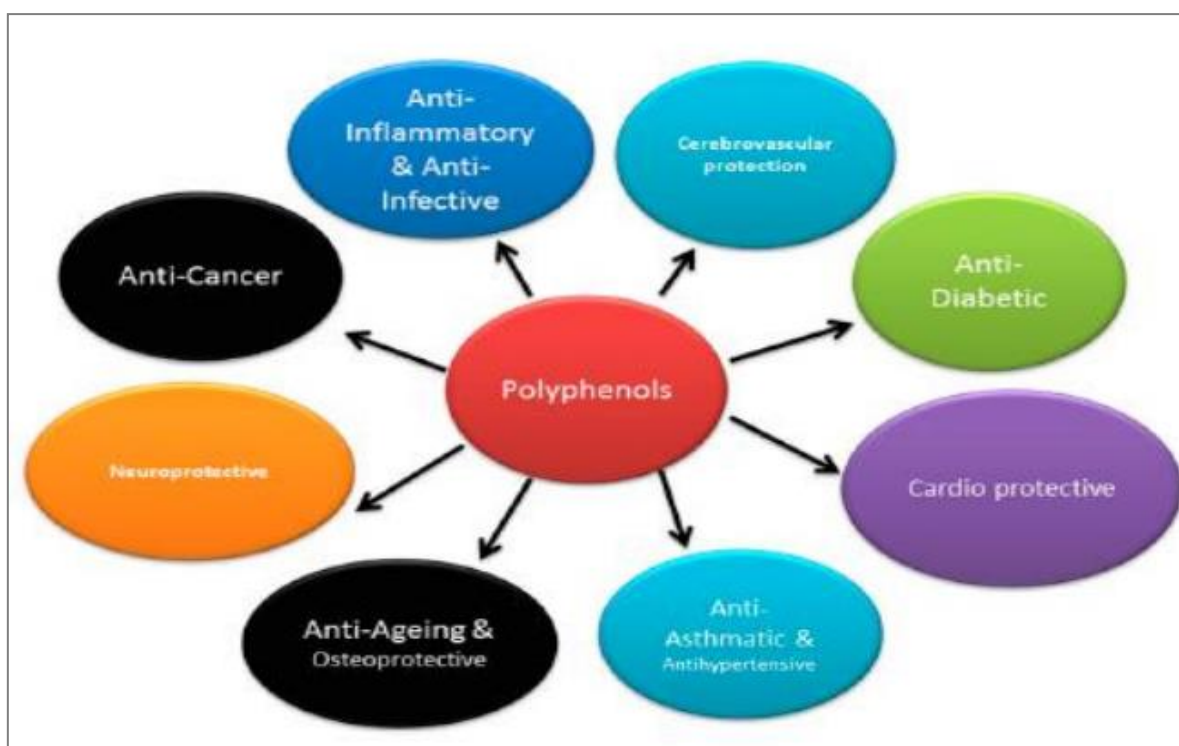 Anti-
Inflammatory
& Anti-
Infective
Cerebrovascular
protection
Anti-Cancer
Anti-
Diabetic
Polyphenols
Neuroprotective
Cardio protective
Anti-Ageing &
Osteoprotective
Anti-
Asthmatic &
Antihypertensive